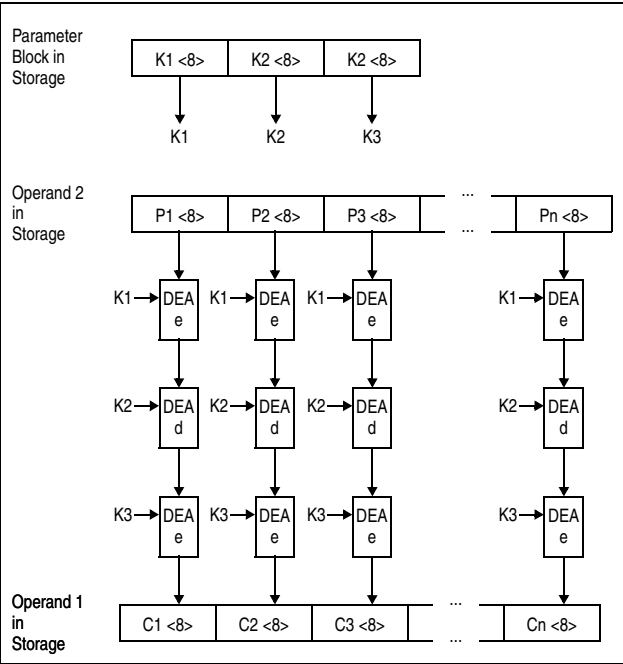 Parameter
Block in
Storage
K1 <8> K2 <8> K2 <8>
K1 K2 K3
Operand 2
in
Storage
P1 <8> P2 <8> P3 <8> ... ... Pn <8>
K1 DEA e K1 DEA e K1 DEA e K1 DEA e
K2 DEA d K2 DEA d K2 DEA d K2 DEA d
K3 DEA e K3 DEA e K3 DEA e K3 DEA e
Operand 1
in
Storage
C1 <8> C2 <8> C3 <8> ... ... Cn <8>